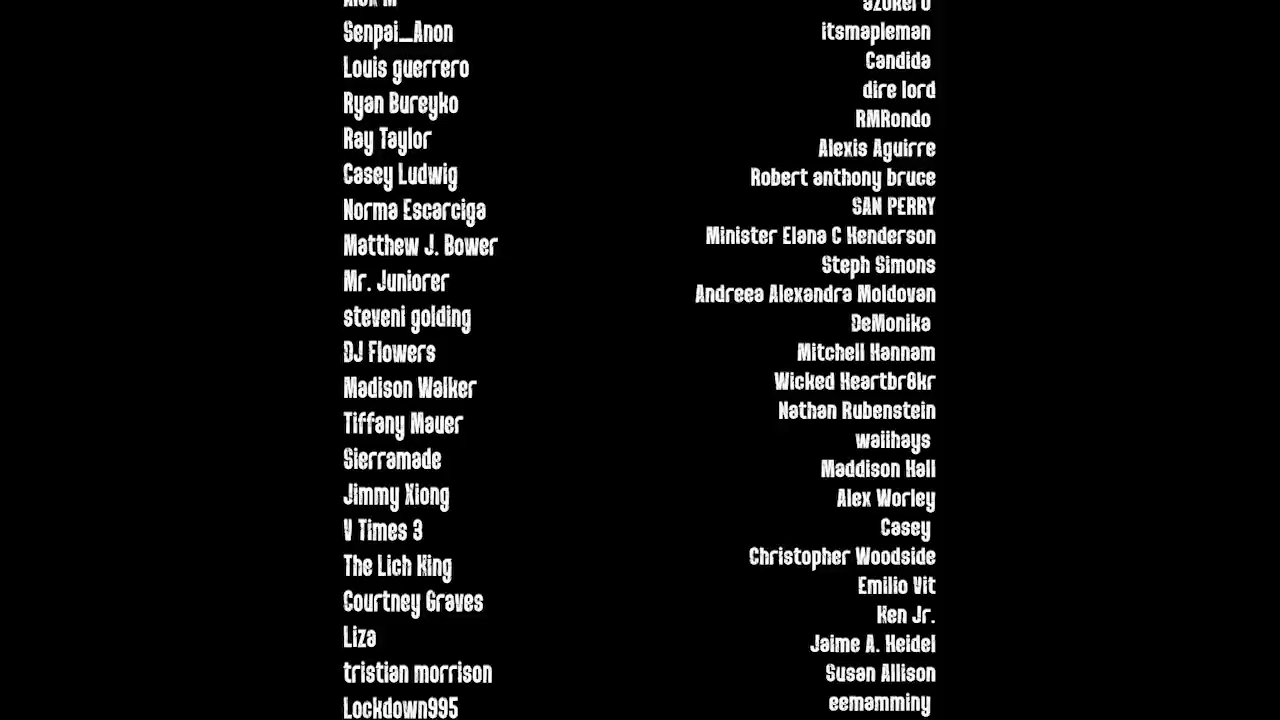 Alex M
Senpai_Anon
Louis guerrero
Ryan Bureyko
Ray Taylor
Casey Ludwig
Norma Escarciga
Matthew J. Bower
Mr. Juniorer
steveni golding
DJ Flowers
Madison Walker
Tiffany Mauer
Sierramade
Jimmy Xiong
V Times 3
The Lich King
Courtney Graves
Liza
tristian morrison
Lockdown995
itsmapleman
Candida
dire lord
RMRondo
Alexis Aguirre
Robert anthony bruce
SAN PERRY
Minister Elana C Henderson
Steph Simons
Andreea Alexandra Moldovan
DeMonika
Mitchell Hannam
Wicked Heartbr8kr
Nathan Rubenstein
waiihays
Maddison Hall
Alex Worley
Casey
Christopher Woodside
Emilio Vit
Ken Jr.
Jaime A. Heidel
Susan Allison
eemamminy